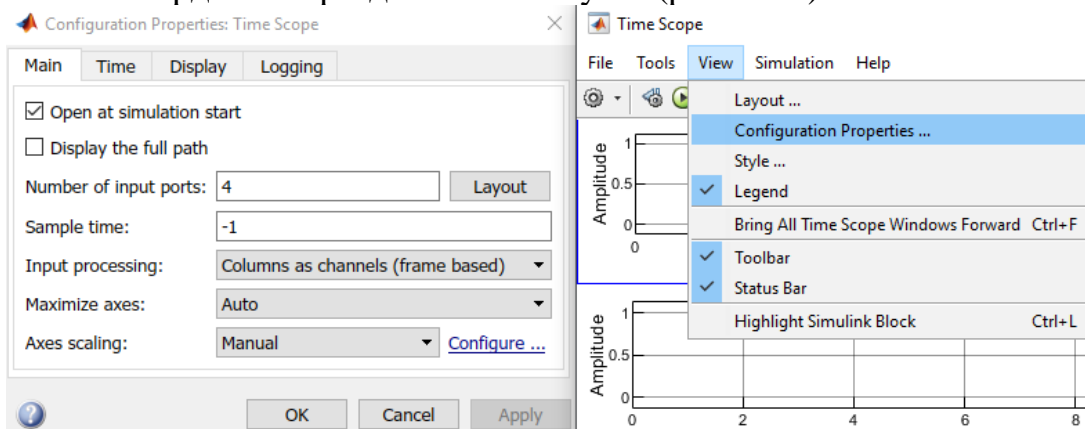 Configuration Properties: Time Scope
Main Time Display Logging
Open at simulation start
Display the full path
Number of input ports: 4 Layout
Sample time: -1
Input processing: Columns as channels (frame based)
Maximize axes: Auto
Axes scaling: Manual Configure ...
OK Cancel Apply
Time Scope
File Tools View Simulation Help
Layout ...
Configuration Properties ...
Style ...
Legend
Bring All Time Scope Windows Forward Ctrl+F
Toolbar
Status Bar
Highlight Simulink Block Ctrl+L
Amplitude
1
0.5
0
0
Amplitude
1
0.5
0
0 2 4 6 8